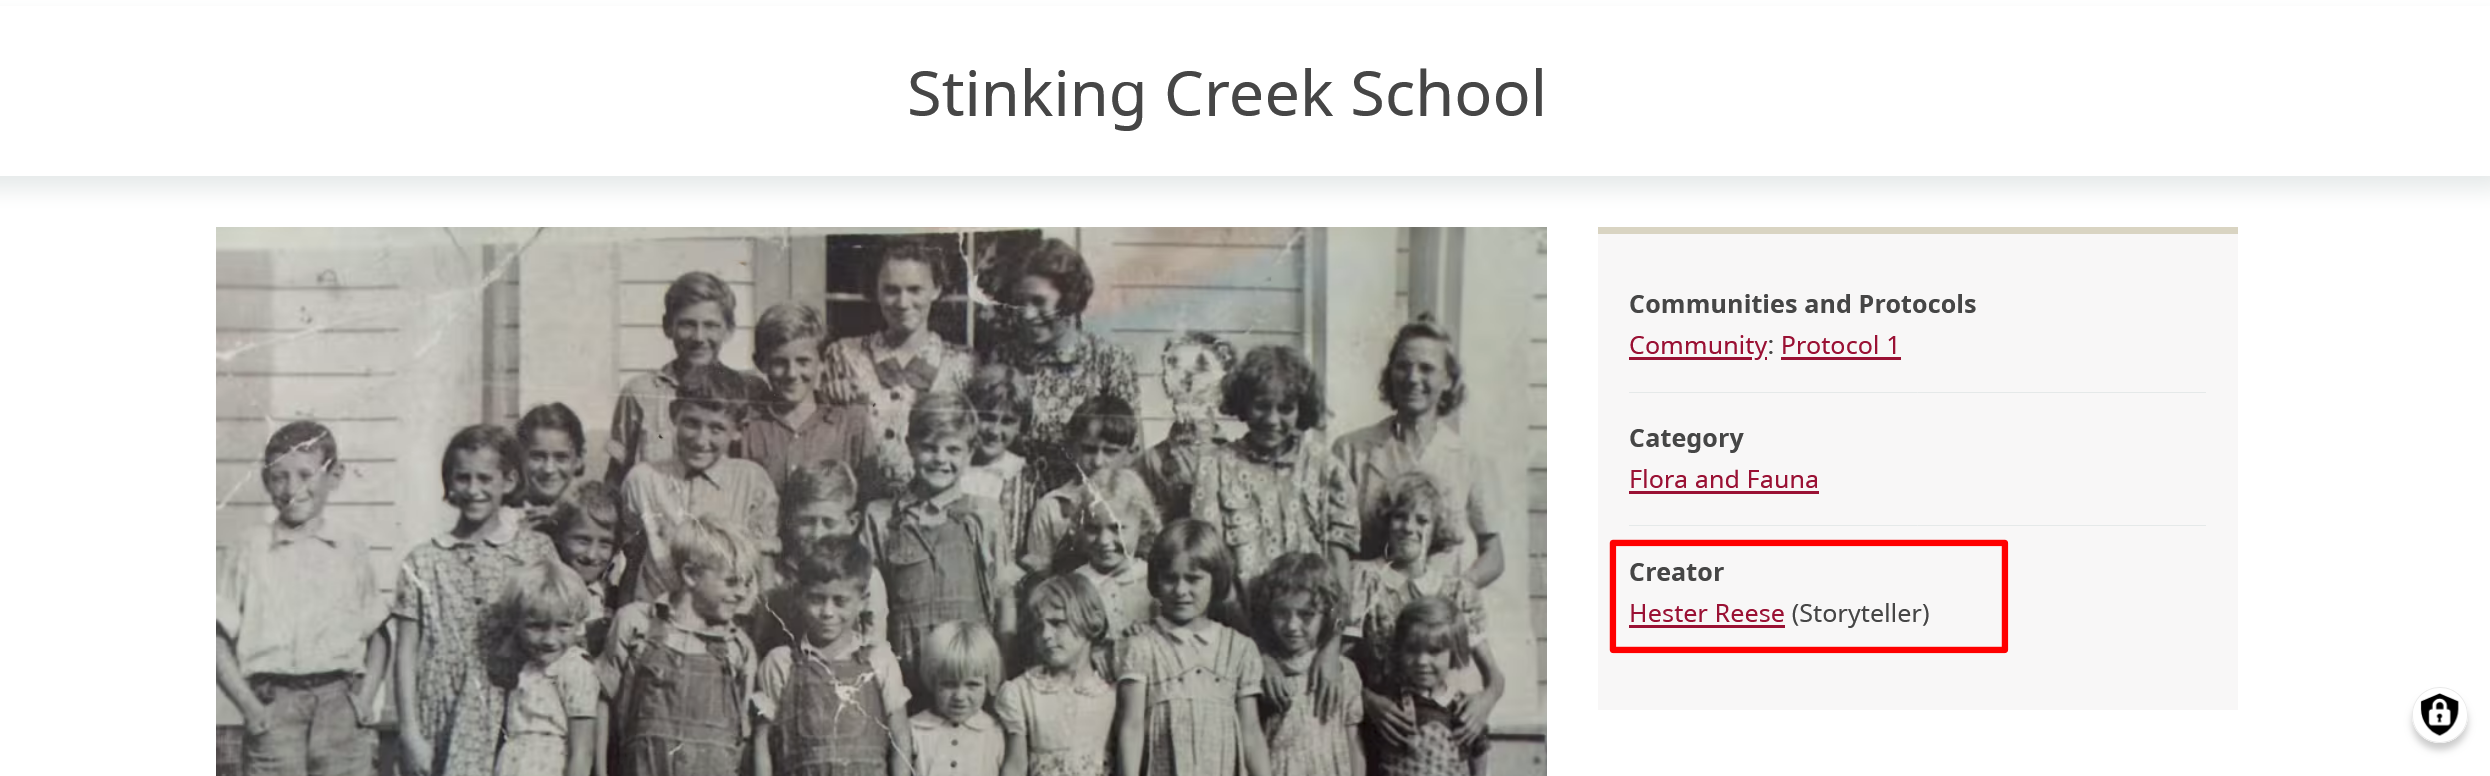 Stinking Creek School
Communities and Protocols
Community: Protocol 1
Category
Flora and Fauna
Creator
Hester Reese (Storyteller)